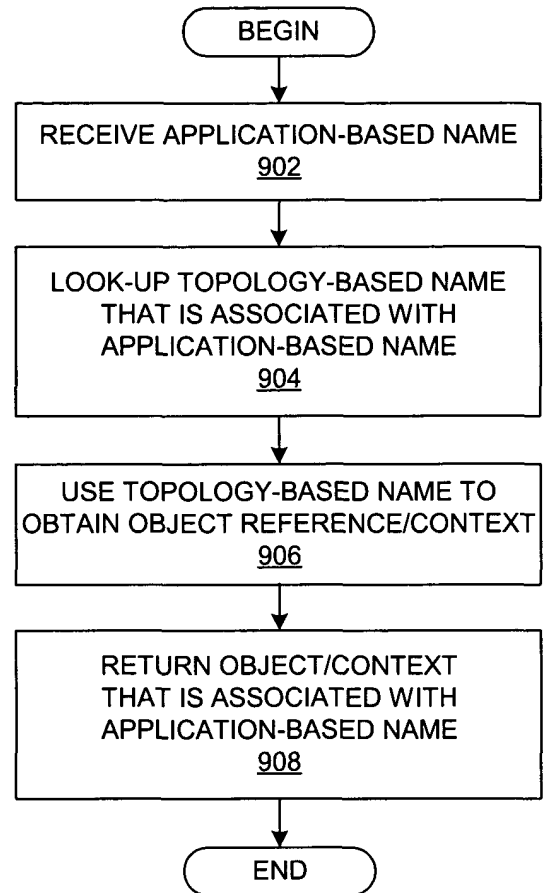 BEGIN
RECEIVE APPLICATION-BASED NAME
902
LOOK-UP TOPOLOGY-BASED NAME
THAT IS ASSOCIATED WITH
APPLICATION-BASED NAME
904
USE TOPOLOGY-BASED NAME TO
OBTAIN OBJECT REFERENCE/CONTEXT
906
RETURN OBJECT/CONTEXT
THAT IS ASSOCIATED WITH
APPLICATION-BASED NAME
908
END